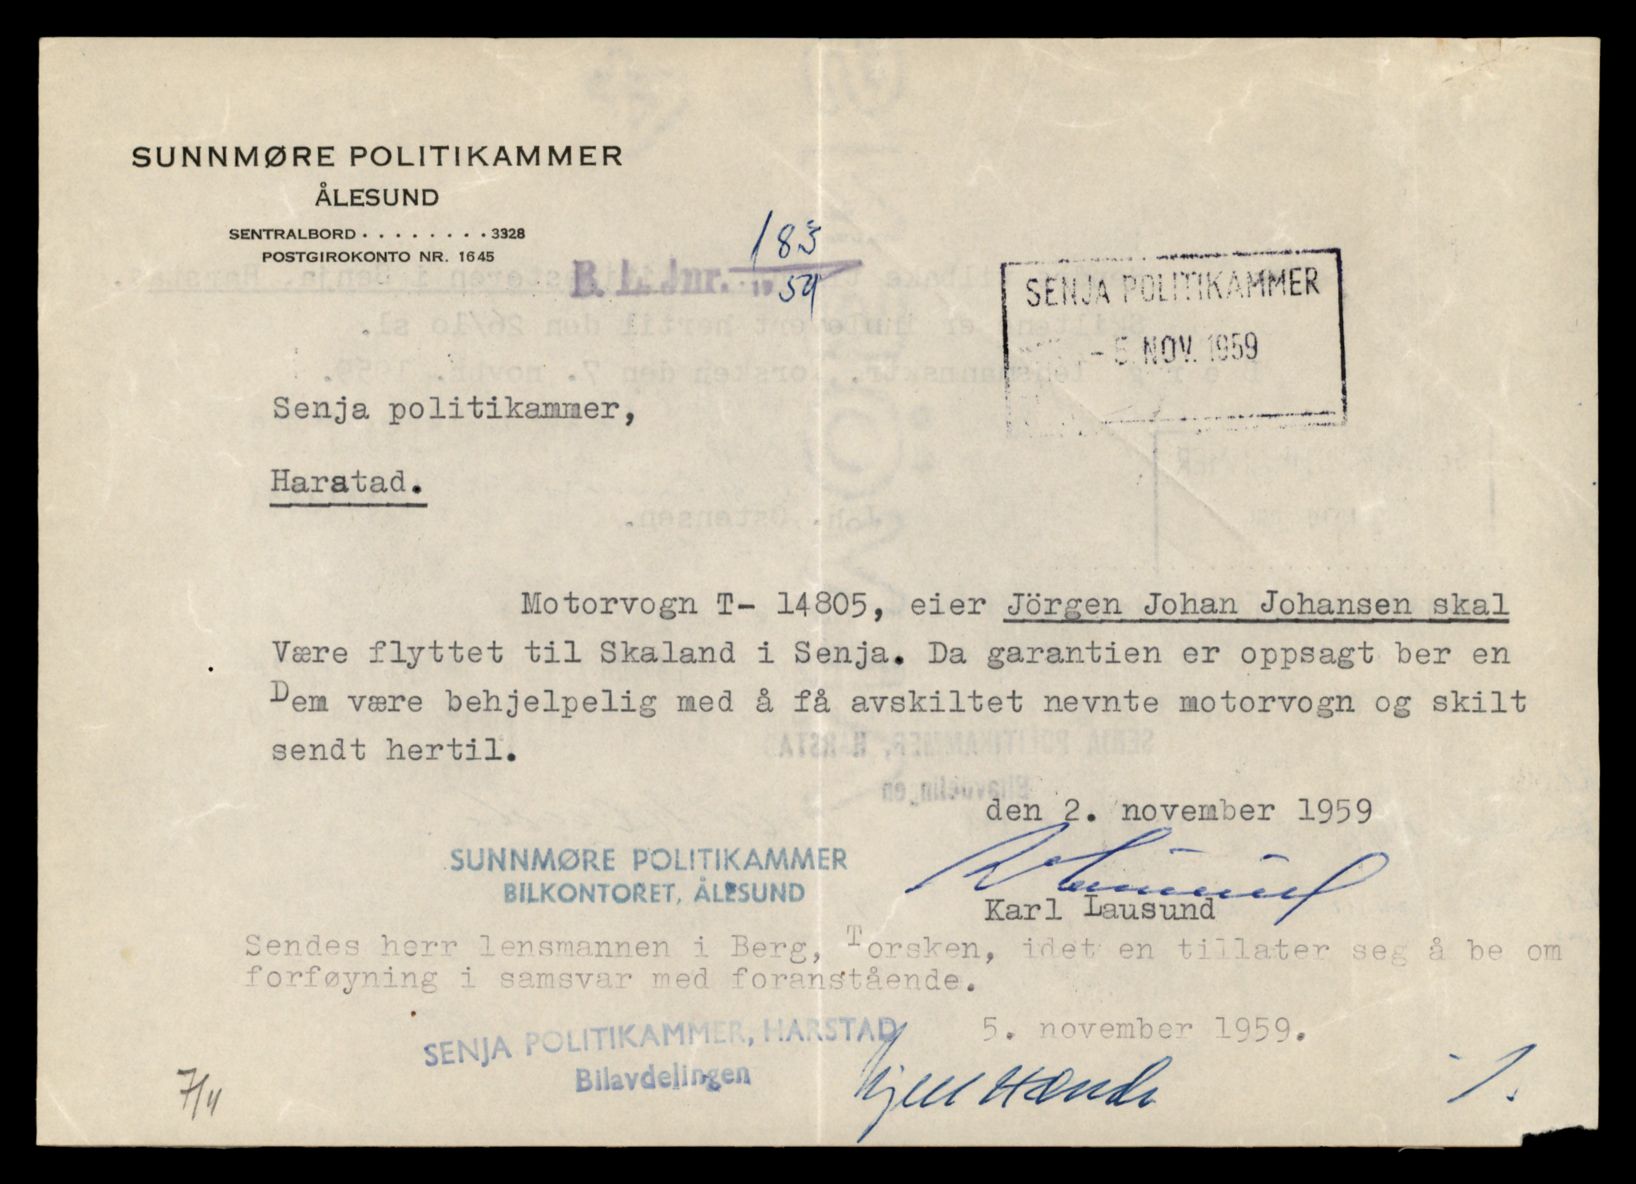 SUNNMØRE POLITIKAMMER
ÅLESUND
SENTRALBORD . . . . . . . . 3328
POSTGIROKONTO NR. 1645
B. L. Jnr. 183
19 59
SENJA POLITIKAMMER
- 5. NOV. 1959
Senja politikammer,
Harstad.
Motorvogn T- 14805, eier Jörgen Johan Johansen skal
Være flyttet til Skaland i Senja. Da garantien er oppsagt ber en
Dem være behjelpelig med å få avskiltet nevnte motorvogn og skilt
sendt hertil.
den 2. november 1959
SUNNMØRE POLITIKAMMER
BILKONTORET, ÅLESUND
Karl Lausund
Sendes herr lensmannen i Berg, Torsken, idet en tillater seg å be om
forføyning i samsvar med foranstående.
SENJA POLITIKAMMER, HARSTAD
Bilavdelingen
5. november 1959.
7/11